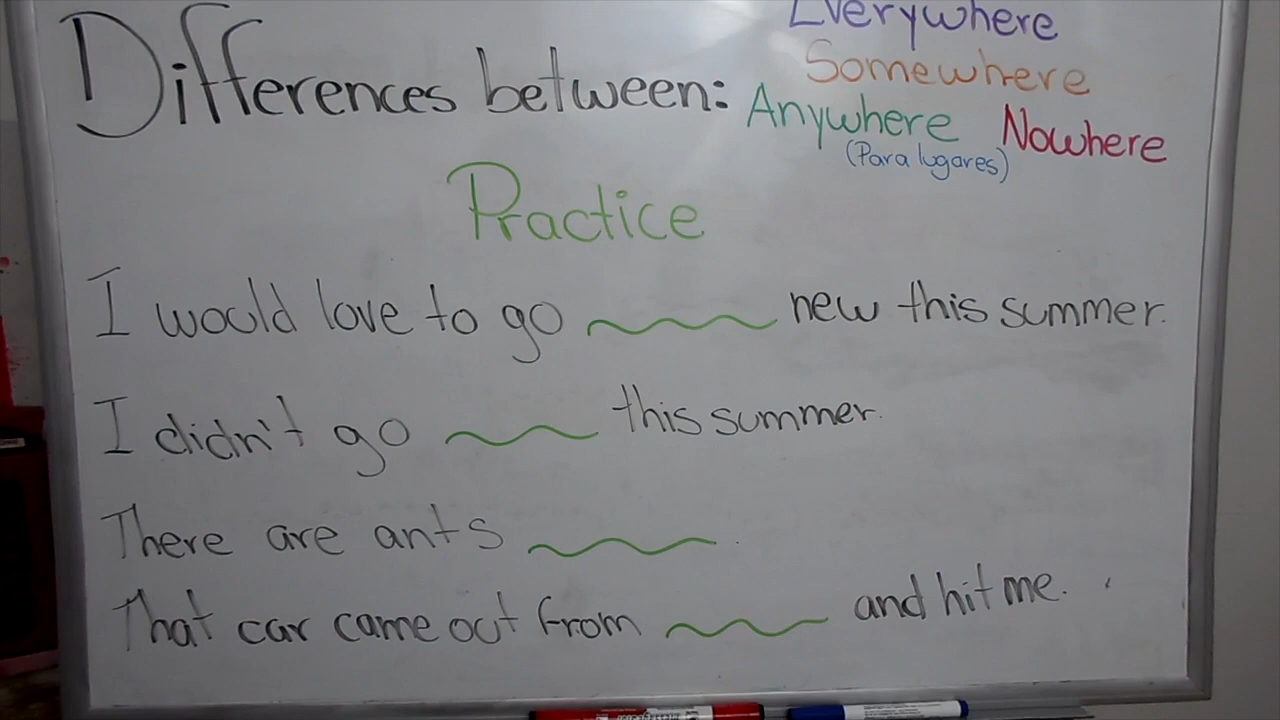 Everywhere
Somewhere
Differences between: Anywhere Nowhere
(Para lugares)
Practice
I would love to go new this summer.
I didn't go this summer.
There are ants .
That car came out from and hit me.